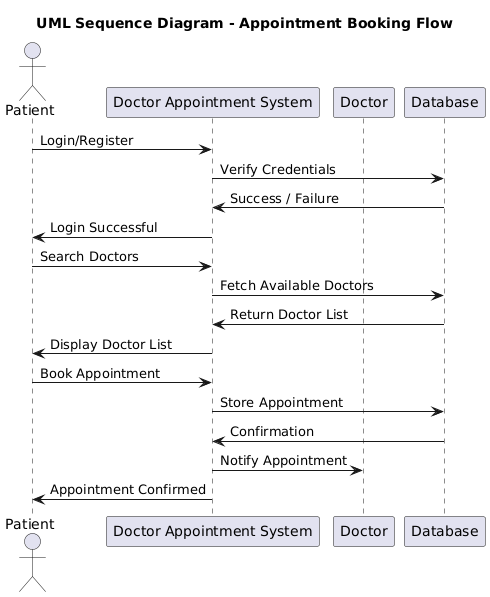 UML Sequence Diagram - Appointment Booking Flow
Patient
Doctor Appointment System
Doctor
Database
Login/Register
Verify Credentials
Success / Failure
Login Successful
Search Doctors
Fetch Available Doctors
Return Doctor List
Display Doctor List
Book Appointment
Store Appointment
Confirmation
Notify Appointment
Appointment Confirmed
Patient
Doctor Appointment System
Doctor
Database